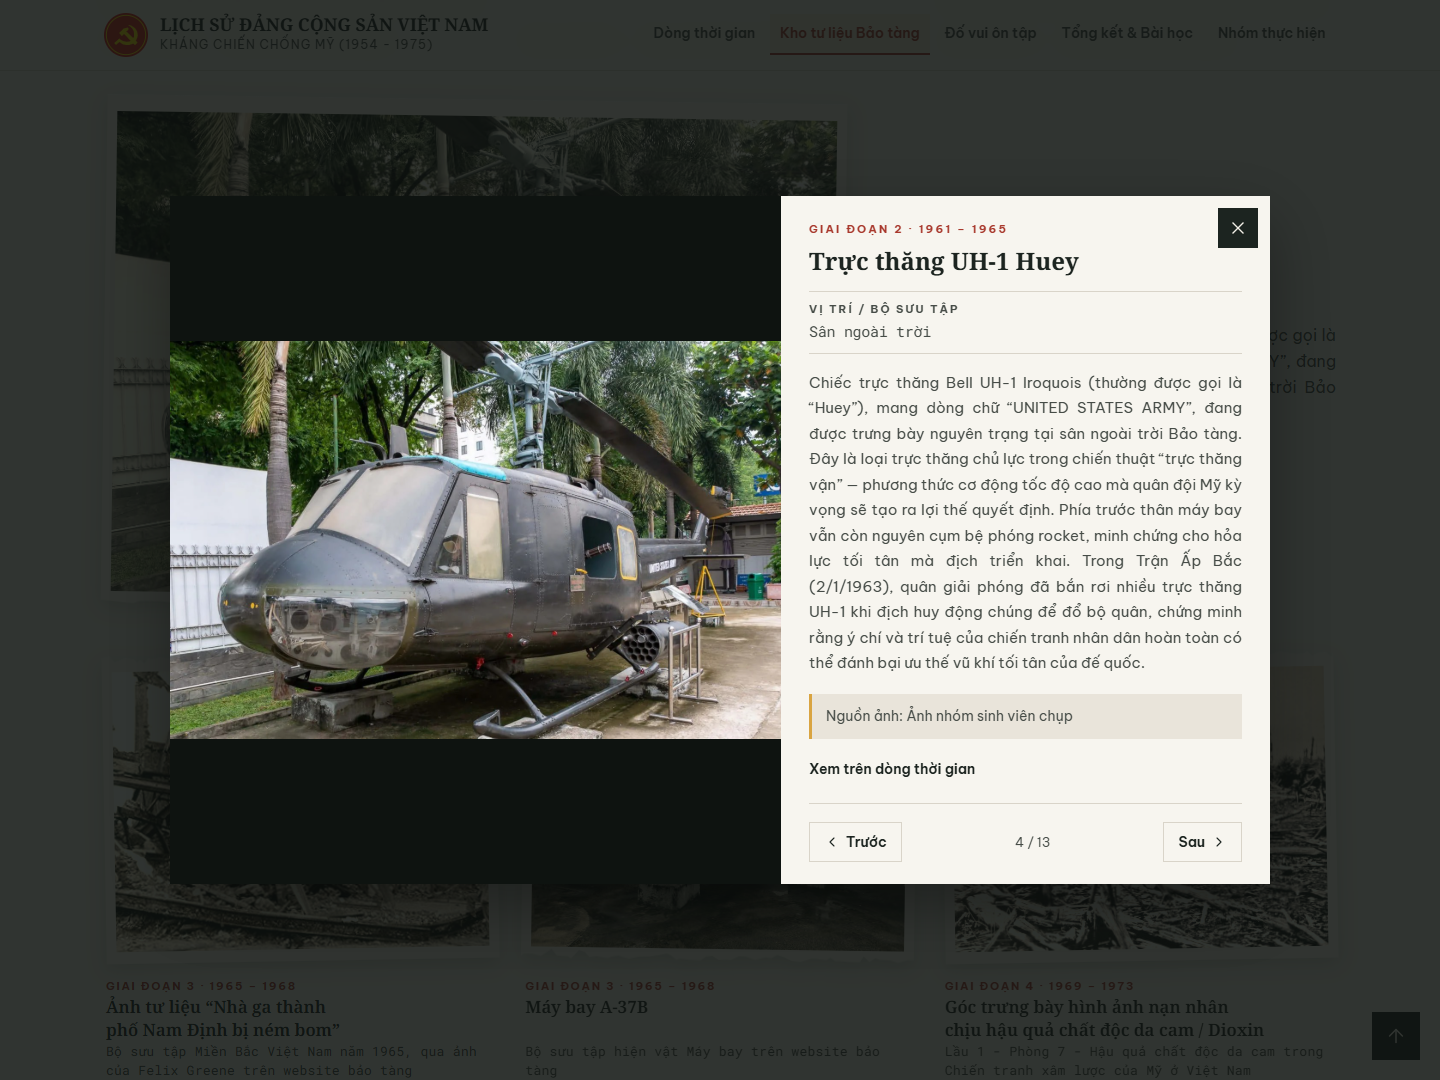 LỊCH SỬ ĐẢNG CỘNG SẢN VIỆT NAM
KHÁNG CHIẾN CHỐNG MỸ (1954 – 1975)
Dòng thời gian
Kho tư liệu Bảo tàng
Đố vui ôn tập
Tổng kết & Bài học
Nhóm thực hiện
GIAI ĐOẠN 2 · 1961 – 1965
Trực thăng UH-1 Huey
VỊ TRÍ / BỘ SƯU TẬP
Sân ngoài trời
Chiếc trực thăng Bell UH-1 Iroquois (thường được gọi là
“Huey”), mang dòng chữ “UNITED STATES ARMY”, đang
được trưng bày nguyên trạng tại sân ngoài trời Bảo tàng.
Đây là loại trực thăng chủ lực trong chiến thuật “trực thăng
vận” — phương thức cơ động tốc độ cao mà quân đội Mỹ kỳ
vọng sẽ tạo ra lợi thế quyết định. Phía trước thân máy bay
vẫn còn nguyên cụm bệ phóng rocket, minh chứng cho hỏa
lực tối tân mà địch triển khai. Trong Trận Ấp Bắc
(2/1/1963), quân giải phóng đã bắn rơi nhiều trực thăng
UH-1 khi địch huy động chúng để đổ bộ quân, chứng minh
rằng ý chí và trí tuệ của chiến tranh nhân dân hoàn toàn có
thể đánh bại ưu thế vũ khí tối tân của đế quốc.
Nguồn ảnh: Ảnh nhóm sinh viên chụp
Xem trên dòng thời gian
Trước
4 / 13
Sau
UNITED STATES ARMY
ợc gọi là
Y”, đang
trời Bảo
GIAI ĐOẠN 3 · 1965 – 1968
Ảnh tư liệu “Nhà ga thành
phố Nam Định bị ném bom”
Bộ sưu tập Miền Bắc Việt Nam năm 1965, qua ảnh
của Felix Greene trên website bảo tàng
GIAI ĐOẠN 3 · 1965 – 1968
Máy bay A-37B
Bộ sưu tập hiện vật Máy bay trên website bảo
tàng
GIAI ĐOẠN 4 · 1969 – 1973
Góc trưng bày hình ảnh nạn nhân
chịu hậu quả chất độc da cam / Dioxin
Lầu 1 – Phòng 7 – Hậu quả chất độc da cam trong
Chiến tranh xâm lược của Mỹ ở Việt Nam